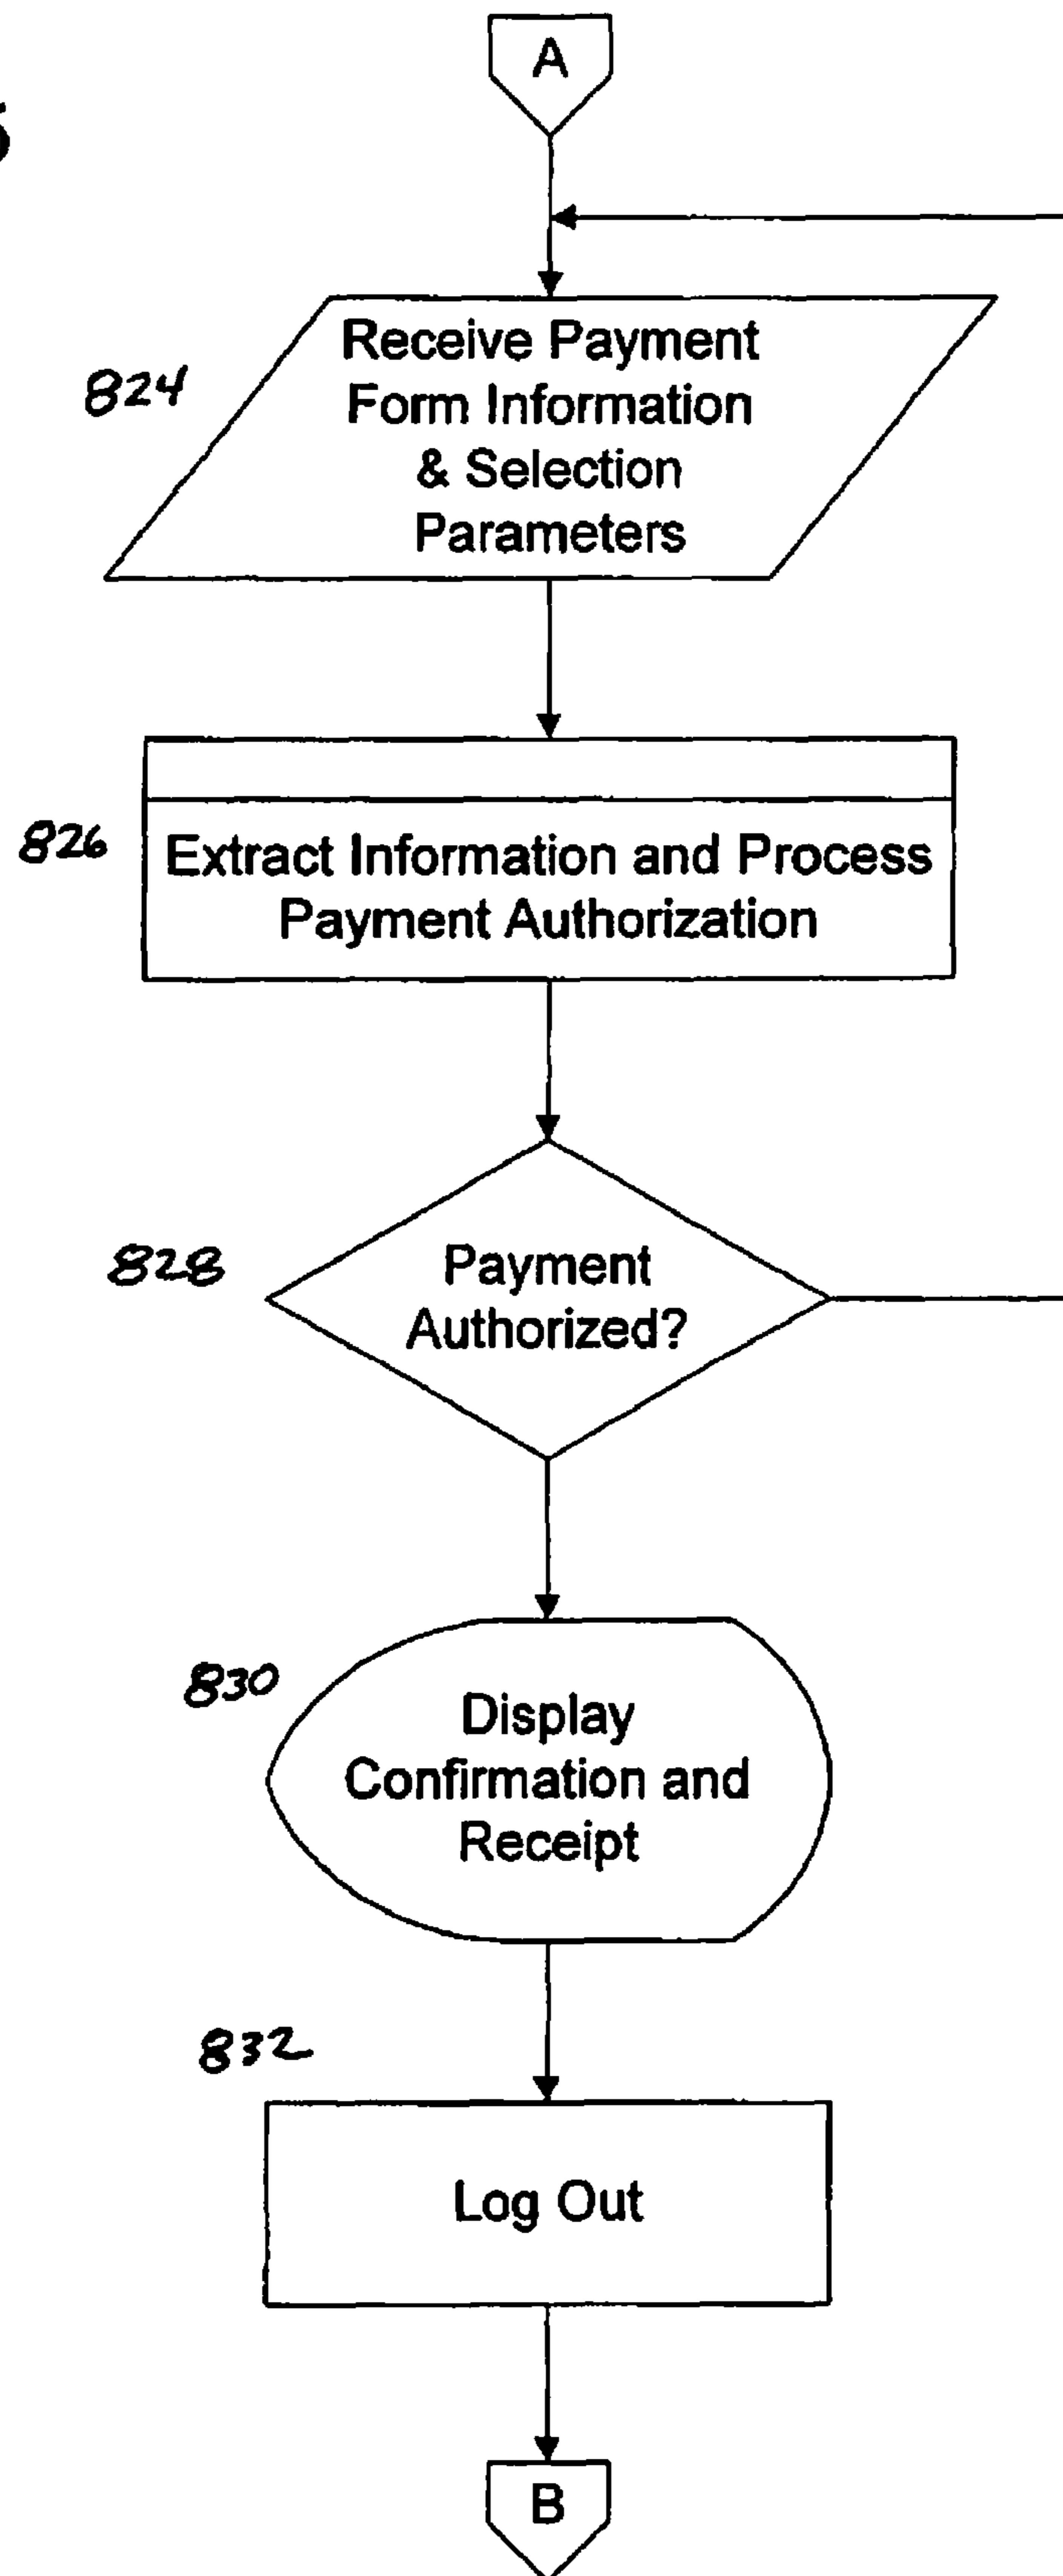 A
824
Receive Payment
Form Information
& Selection
Parameters
826
Extract Information and Process
Payment Authorization
828
Payment
Authorized?
830
Display
Confirmation and
Receipt
832
Log Out
B